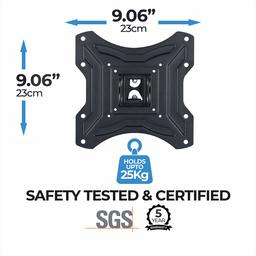 9.06”
23cm
9.06”
23cm
HOLDS
UPTO
25Kg
SAFETY TESTED & CERTIFIED
SGS
5
YEAR